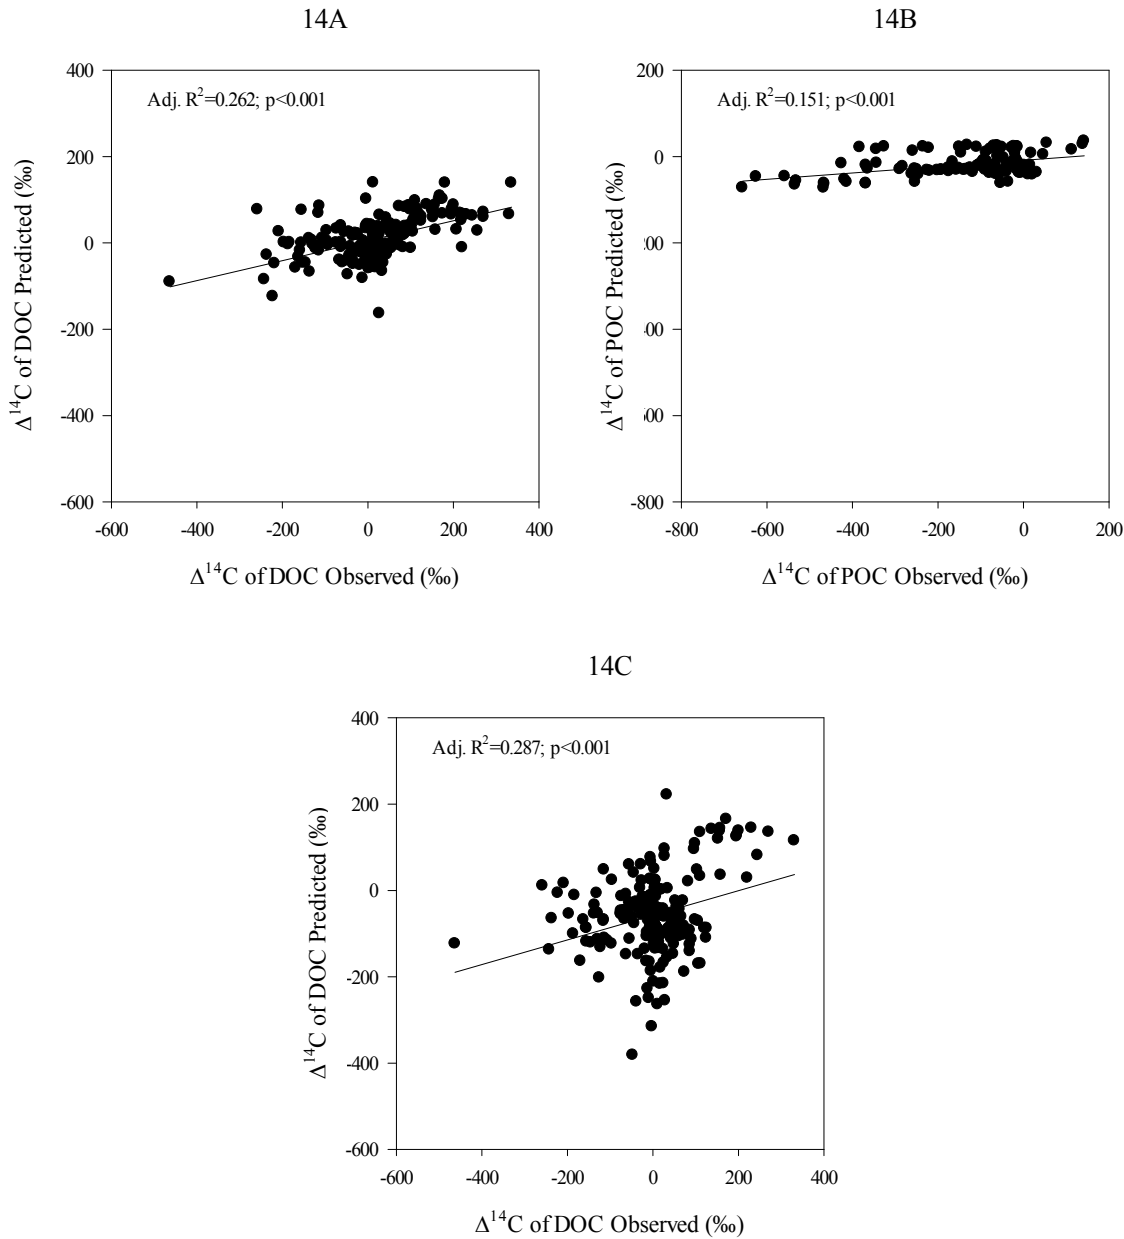 14A
14B
400
200
0
-200
-400
-600
Δ14C of DOC Predicted (‰)
Adj. R2=0.262; p<0.001
-600 -400 -200 0 200 400
Δ14C of DOC Observed (‰)
200
0
00
00
00
-800
Δ14C of POC Predicted (‰)
Adj. R2=0.151; p<0.001
-800 -600 -400 -200 0 200
Δ14C of POC Observed (‰)
14C
400
200
0
-200
-400
-600
Δ14C of DOC Predicted (‰)
Adj. R2=0.287; p<0.001
-600 -400 -200 0 200 400
Δ14C of DOC Observed (‰)